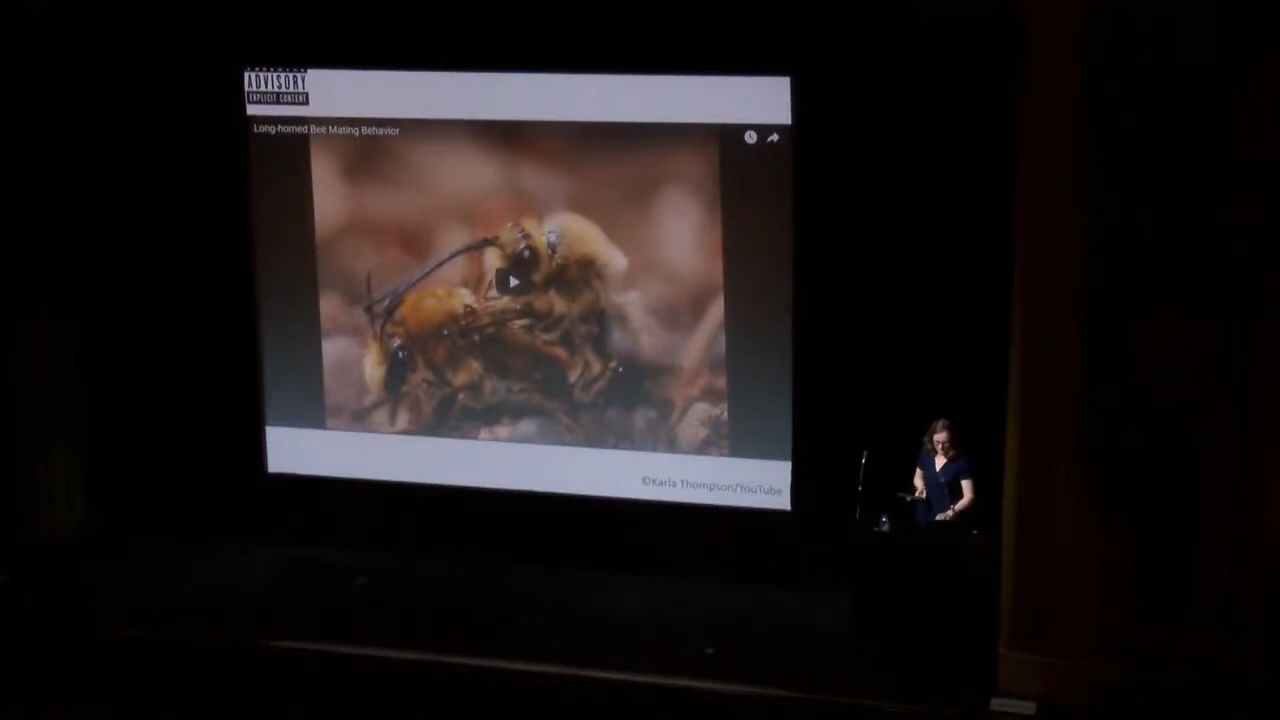 ADVISORY
EXPLICIT CONTENT
Long-horned Bee Mating Behavior
©Karla Thompson/YouTube